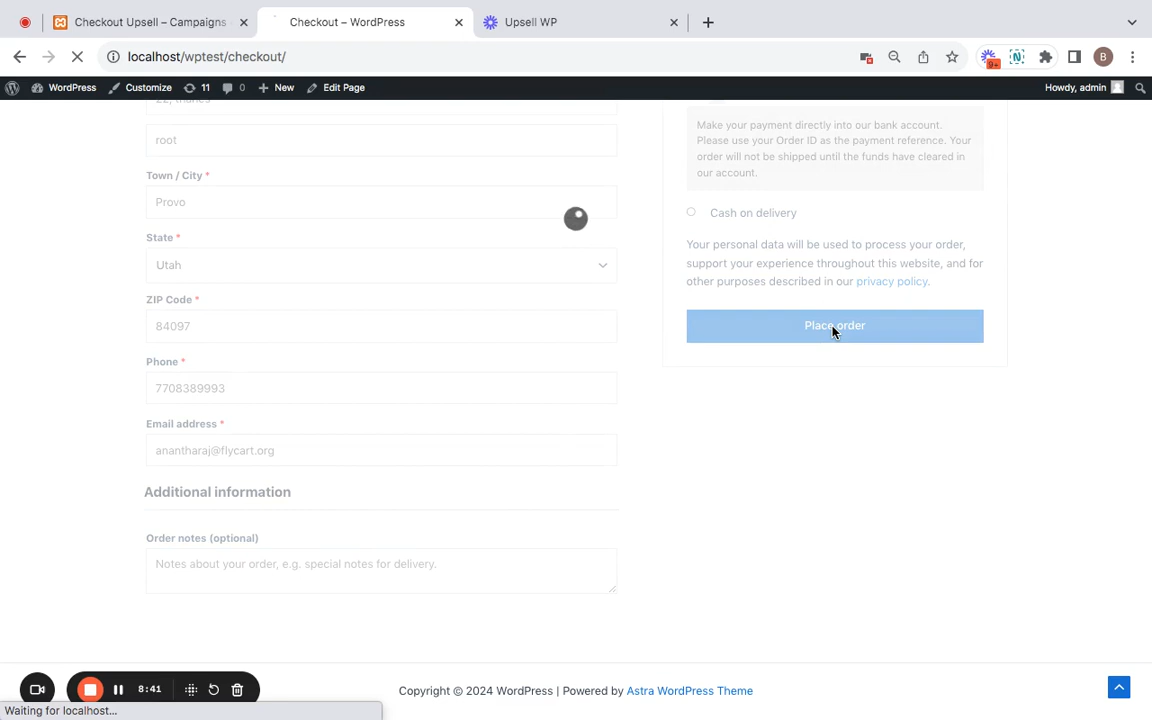 Checkout Upsell – Campaigns
Checkout – WordPress
Upsell WP
localhost/wptest/checkout/
9+
B
WordPress
Customize
11
0
New
Edit Page
Howdy, admin
root
Town / City *
Provo
State *
Utah
ZIP Code *
84097
Phone *
7708389993
Email address *
anantharaj@flycart.org
Additional information
Order notes (optional)
Notes about your order, e.g. special notes for delivery.
Make your payment directly into our bank account.
Please use your Order ID as the payment reference. Your
order will not be shipped until the funds have cleared in
our account.
Cash on delivery
Your personal data will be used to process your order,
support your experience throughout this website, and for
other purposes described in our privacy policy.
Place order
8:41
Copyright © 2024 WordPress | Powered by Astra WordPress Theme
Waiting for localhost...